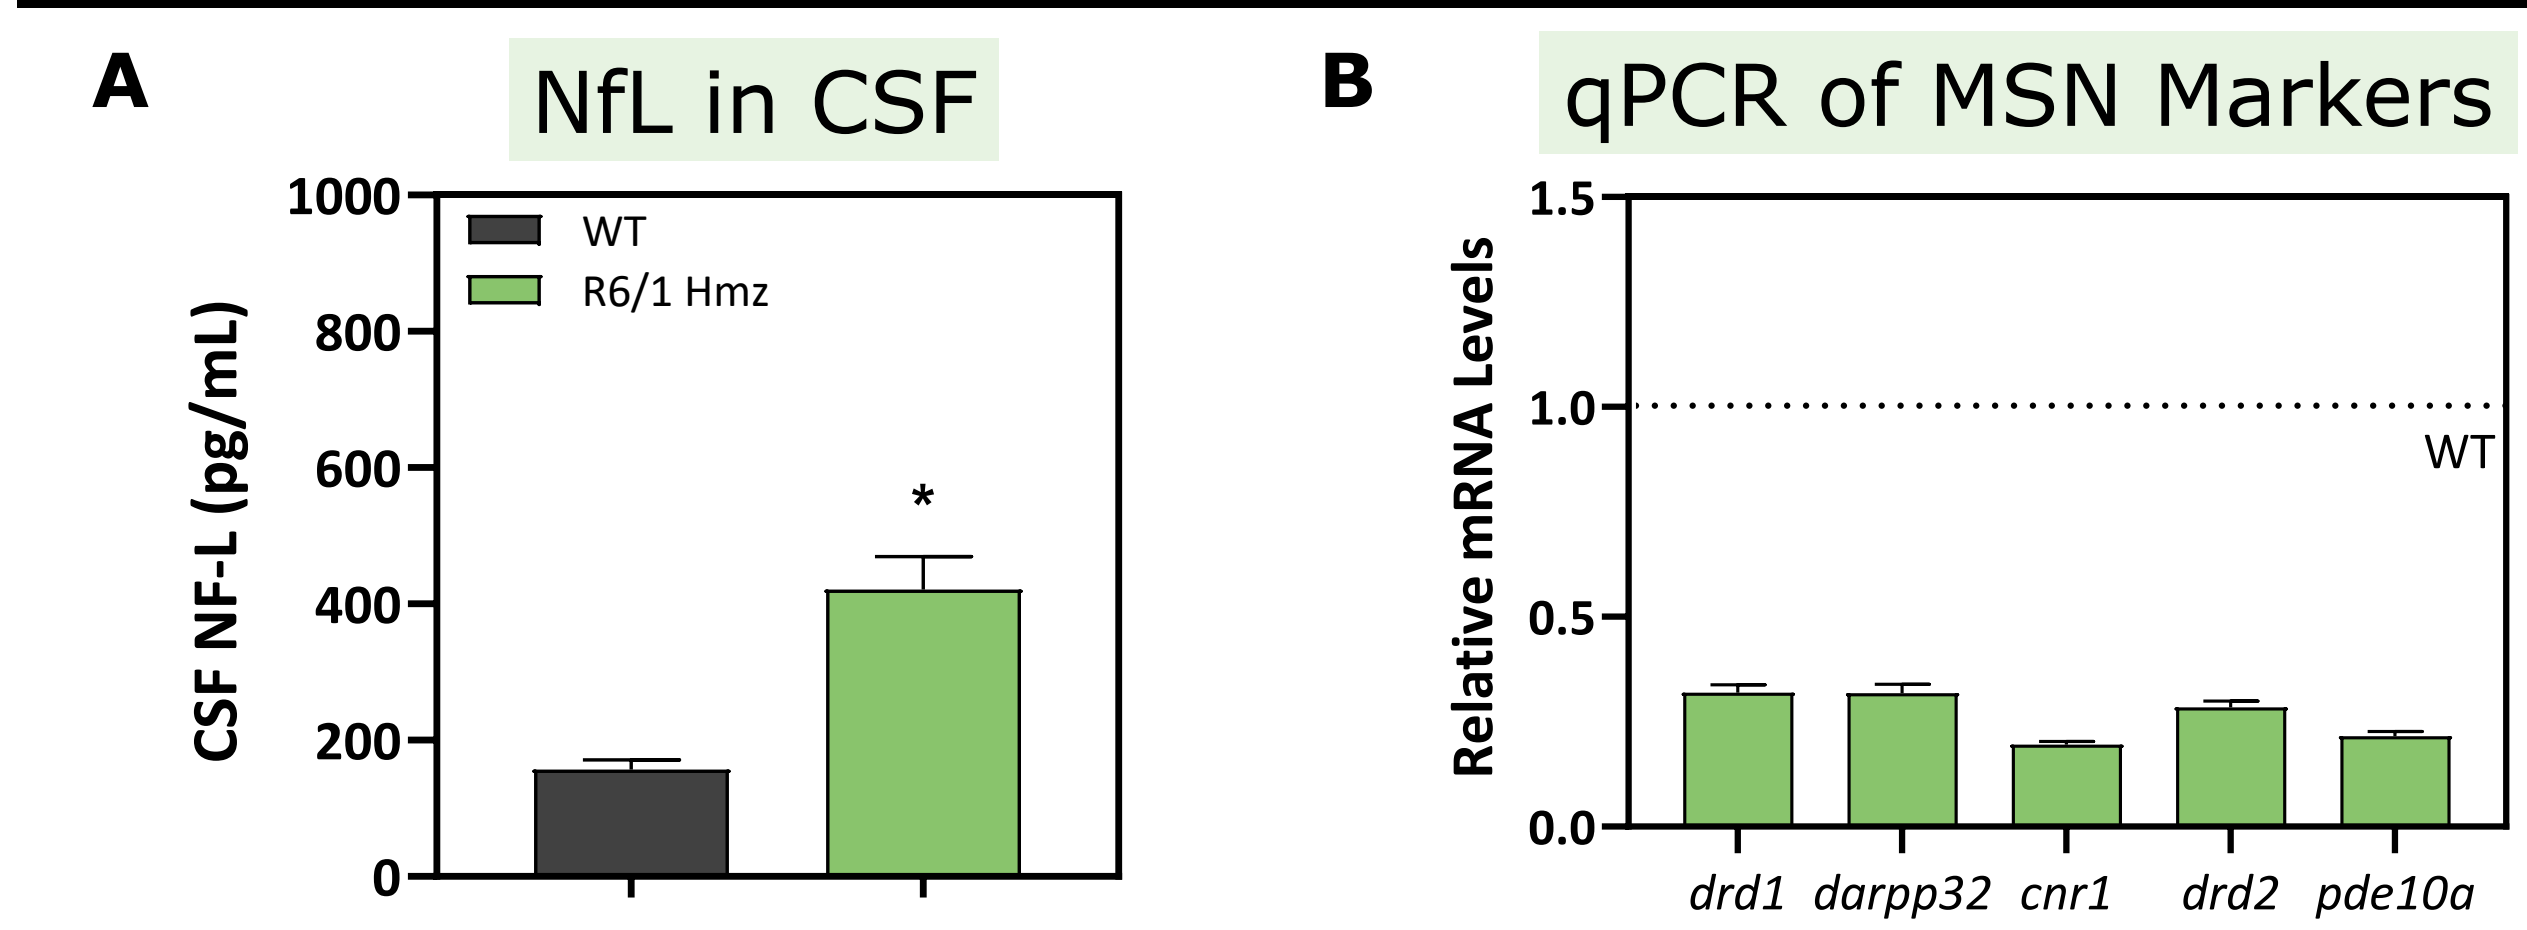 A
NfL in CSF
1000
800
600
400
200
0
CSF NF-L (pg/mL)
WT
R6/1 Hmz
*
B
qPCR of MSN Markers
1.5
1.0
0.5
0.0
Relative mRNA Levels
WT
drd1 darpp32 cnr1 drd2 pde10a